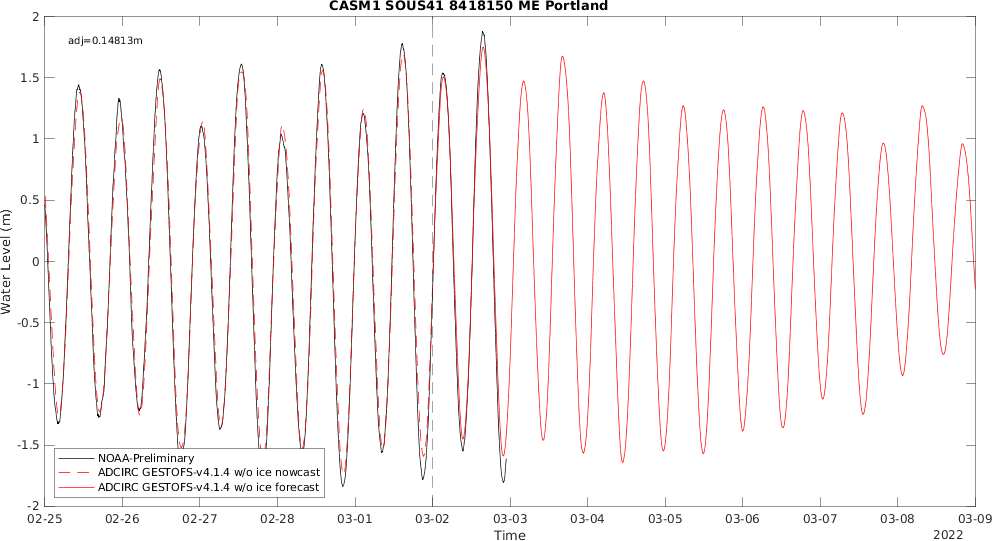 CASM1 SOUS41 8418150 ME Portland
adj=0.14813m
Water Level (m)
2
1.5
1
0.5
0
-0.5
-1
-1.5
-2
NOAA-Preliminary
ADCIRC GESTOFS-v4.1.4 w/o ice nowcast
ADCIRC GESTOFS-v4.1.4 w/o ice forecast
02-25 02-26 02-27 02-28 03-01 03-02 03-03 03-04 03-05 03-06 03-07 03-08 03-09
Time
2022